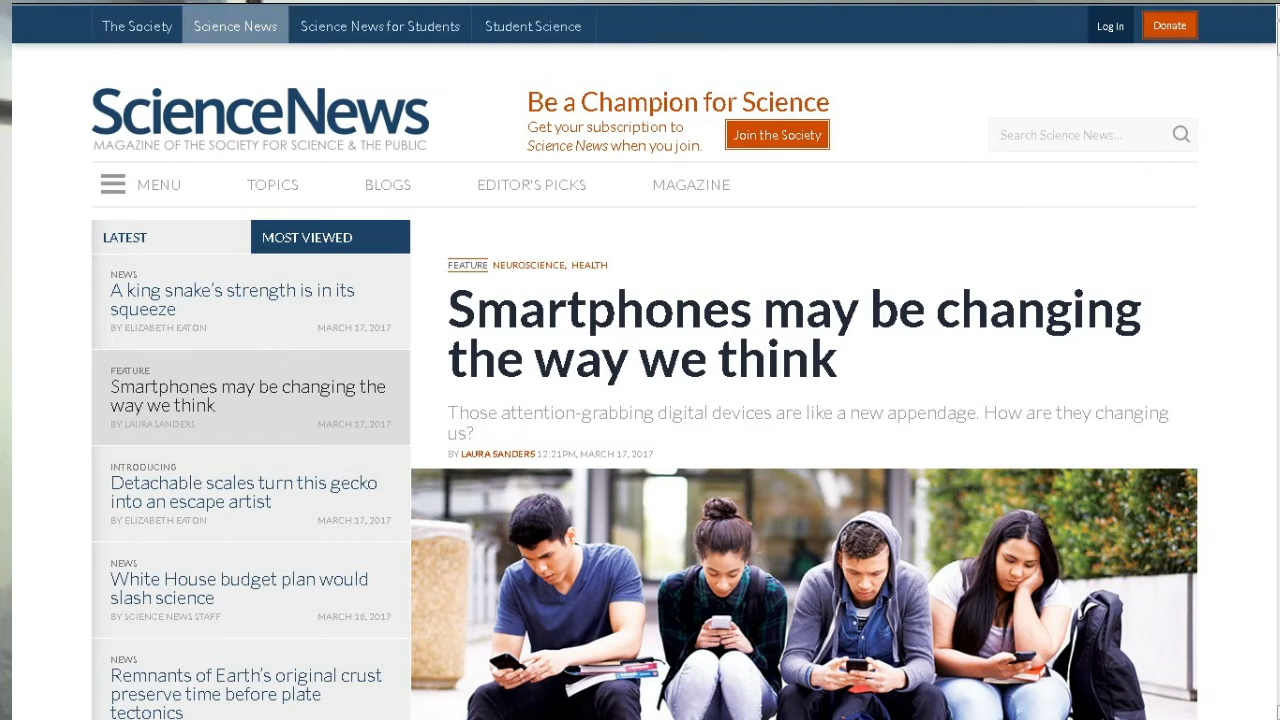 The Society
Science News
Science News for Students
Student Science
Log In
Donate
ScienceNews
MAGAZINE OF THE SOCIETY FOR SCIENCE & THE PUBLIC
Be a Champion for Science
Get your subscription to
Science News when you join.
Join the Society
Search Science News...
MENU
TOPICS
BLOGS
EDITOR'S PICKS
MAGAZINE
LATEST
MOST VIEWED
NEWS
A king snake's strength is in its
squeeze
BY ELIZABETH EATON
MARCH 17, 2017
FEATURE
Smartphones may be changing the
way we think
BY LAURA SANDERS
MARCH 17, 2017
INTRODUCING
Detachable scales turn this gecko
into an escape artist
BY ELIZABETH EATON
MARCH 17, 2017
NEWS
White House budget plan would
slash science
BY SCIENCE NEWS STAFF
MARCH 16, 2017
NEWS
Remnants of Earth's original crust
preserve time before plate
tectonics
FEATURE NEUROSCIENCE, HEALTH
Smartphones may be changing
the way we think
Those attention-grabbing digital devices are like a new appendage. How are they changing
us?
BY LAURA SANDERS 12:21PM, MARCH 17, 2017